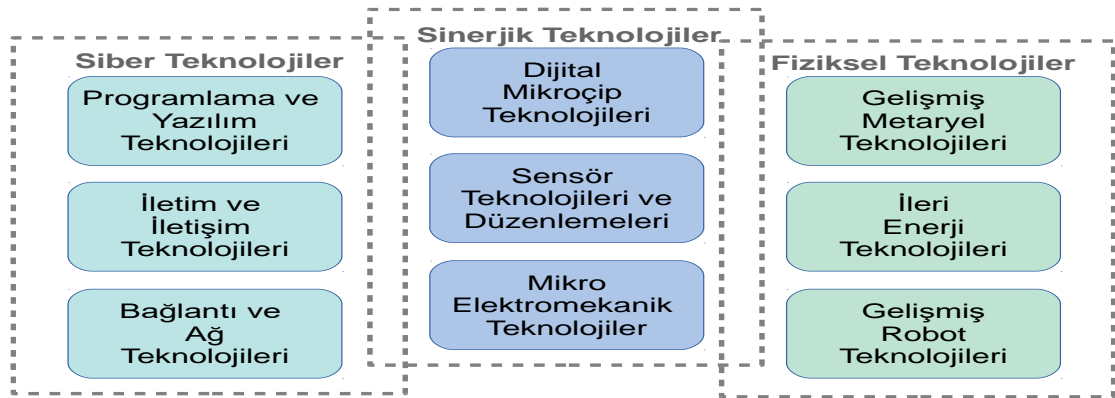 Siber Teknolojiler
Programlama ve
Yazılım
Teknolojileri
İletim ve
İletişim
Teknolojileri
Bağlantı ve
Ağ
Teknolojileri
Sinerjik Teknolojiler
Dijital
Mikroçip
Teknolojileri
Sensör
Teknolojileri ve
Düzenlemeleri
Mikro
Elektromekanik
Teknolojiler
Fiziksel Teknolojiler
Gelişmiş
Metaryel
Teknolojileri
İleri
Enerji
Teknolojileri
Gelişmiş
Robot
Teknolojileri